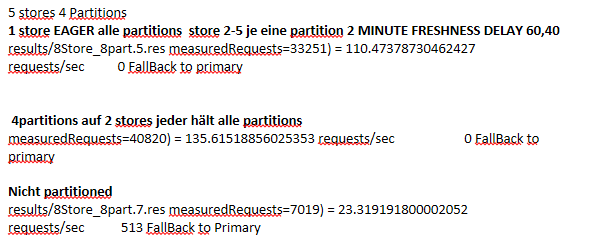 5 stores 4 Partitions
1 store EAGER alle partitions  store 2-5 je eine partition 2 MINUTE FRESHNESS DELAY 60,40
results/8Store_8part.5.res measuredRequests=33251) = 110.47378730462427
requests/sec 0 FallBack to primary
4partitions auf 2 stores jeder hält alle partitions
measuredRequests=40820) = 135.61518856025353 requests/sec 0 FallBack to
primary
Nicht partitioned
results/8Store_8part.7.res measuredRequests=7019) = 23.319191800002052
requests/sec 513 FallBack to Primary